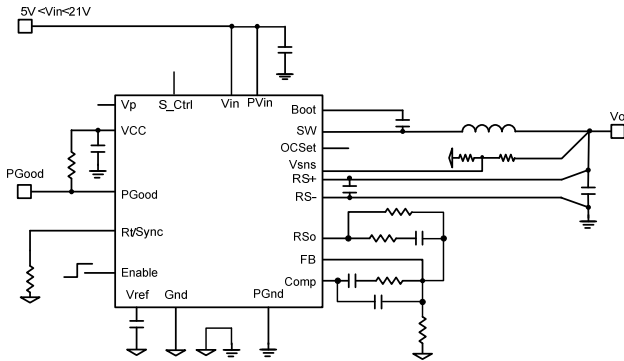 5V <Vin<21V
Vp
S_Ctrl
Vin
PVin
Boot
VCC
SW
Vo
OCSet
Vsns
PGood
RS+
PGood
RS-
Rt/Sync
RSo
FB
Enable
Comp
Vref
Gnd
PGnd